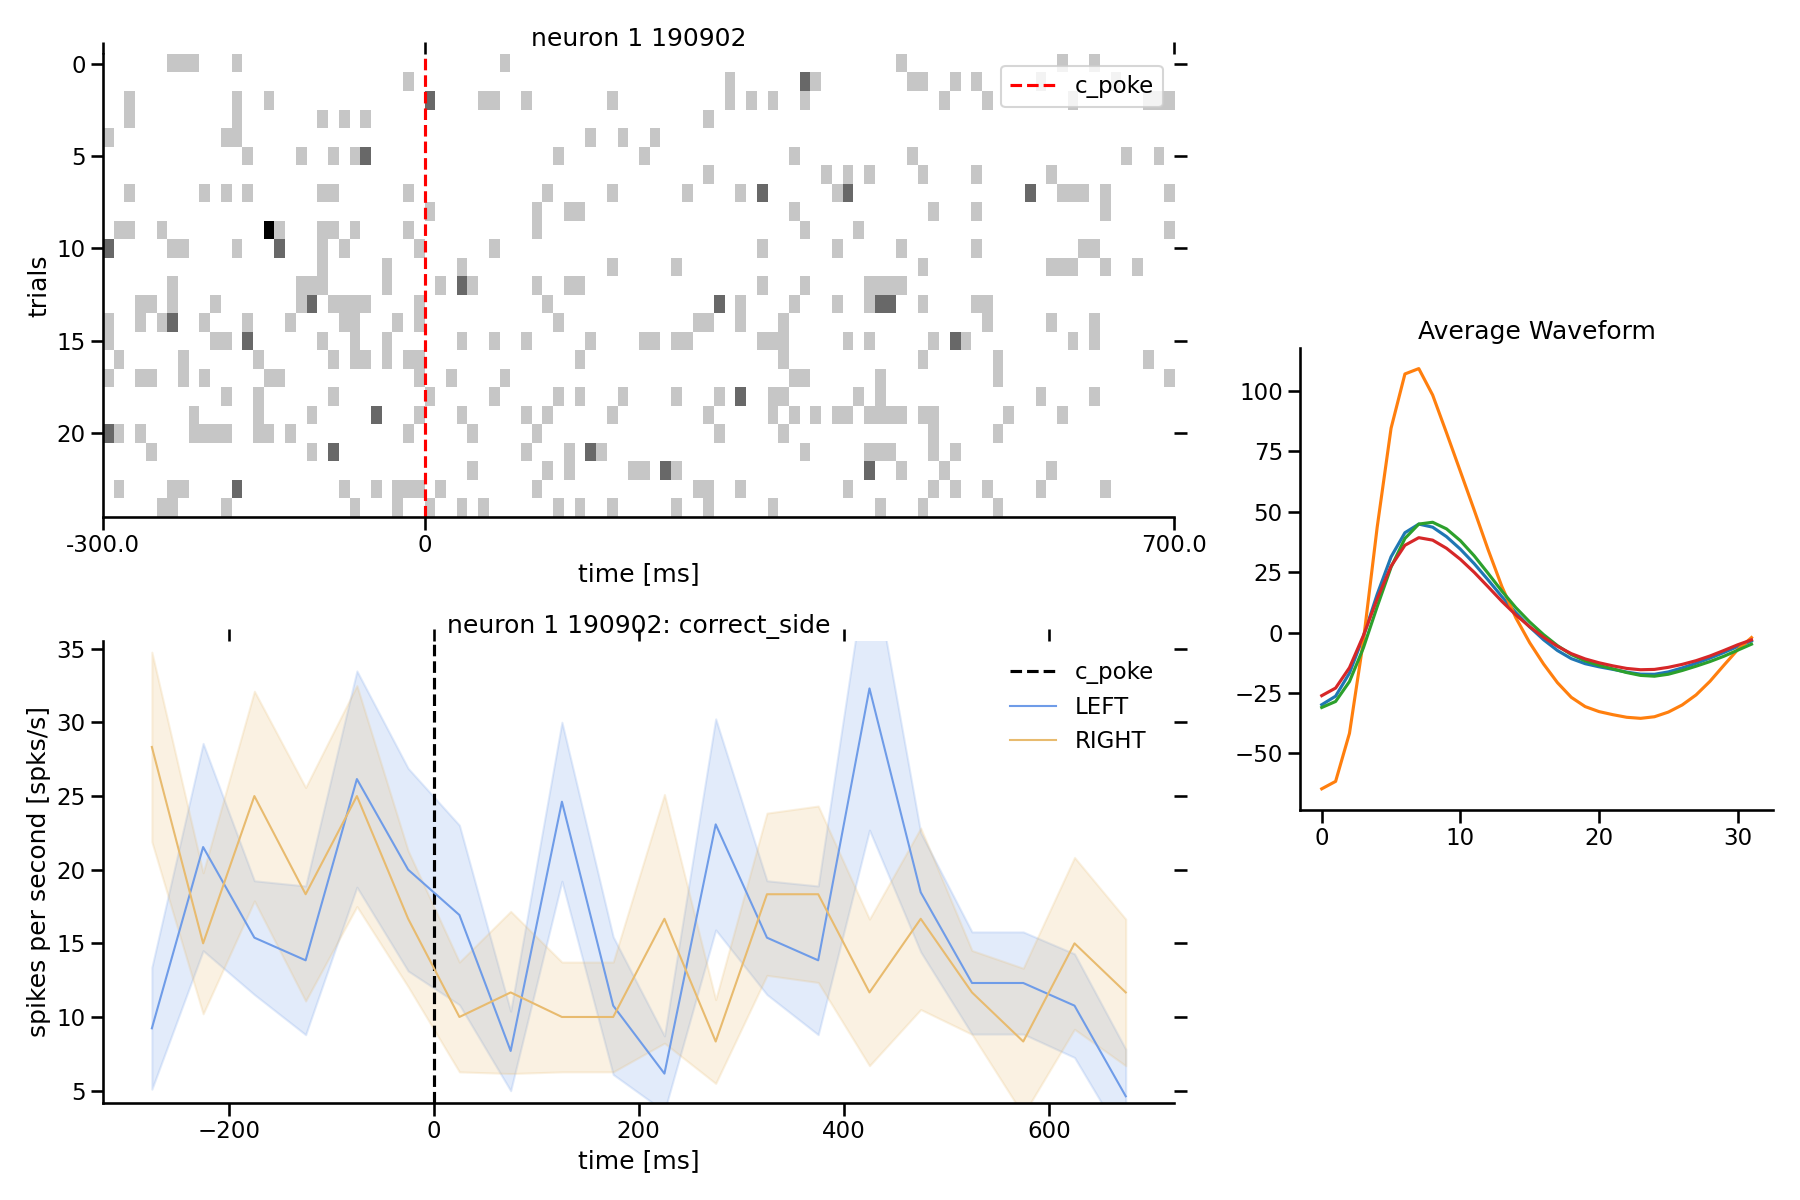 neuron 1 190902
0
5
10
15
20
trials
c_poke
-300.0
0
700.0
time [ms]
neuron 1 190902: correct_side
35
30
25
20
15
10
5
spikes per second [spks/s]
c_poke
LEFT
RIGHT
−200
0
200
400
600
time [ms]
Average Waveform
100
75
50
25
0
−25
−50
0
10
20
30